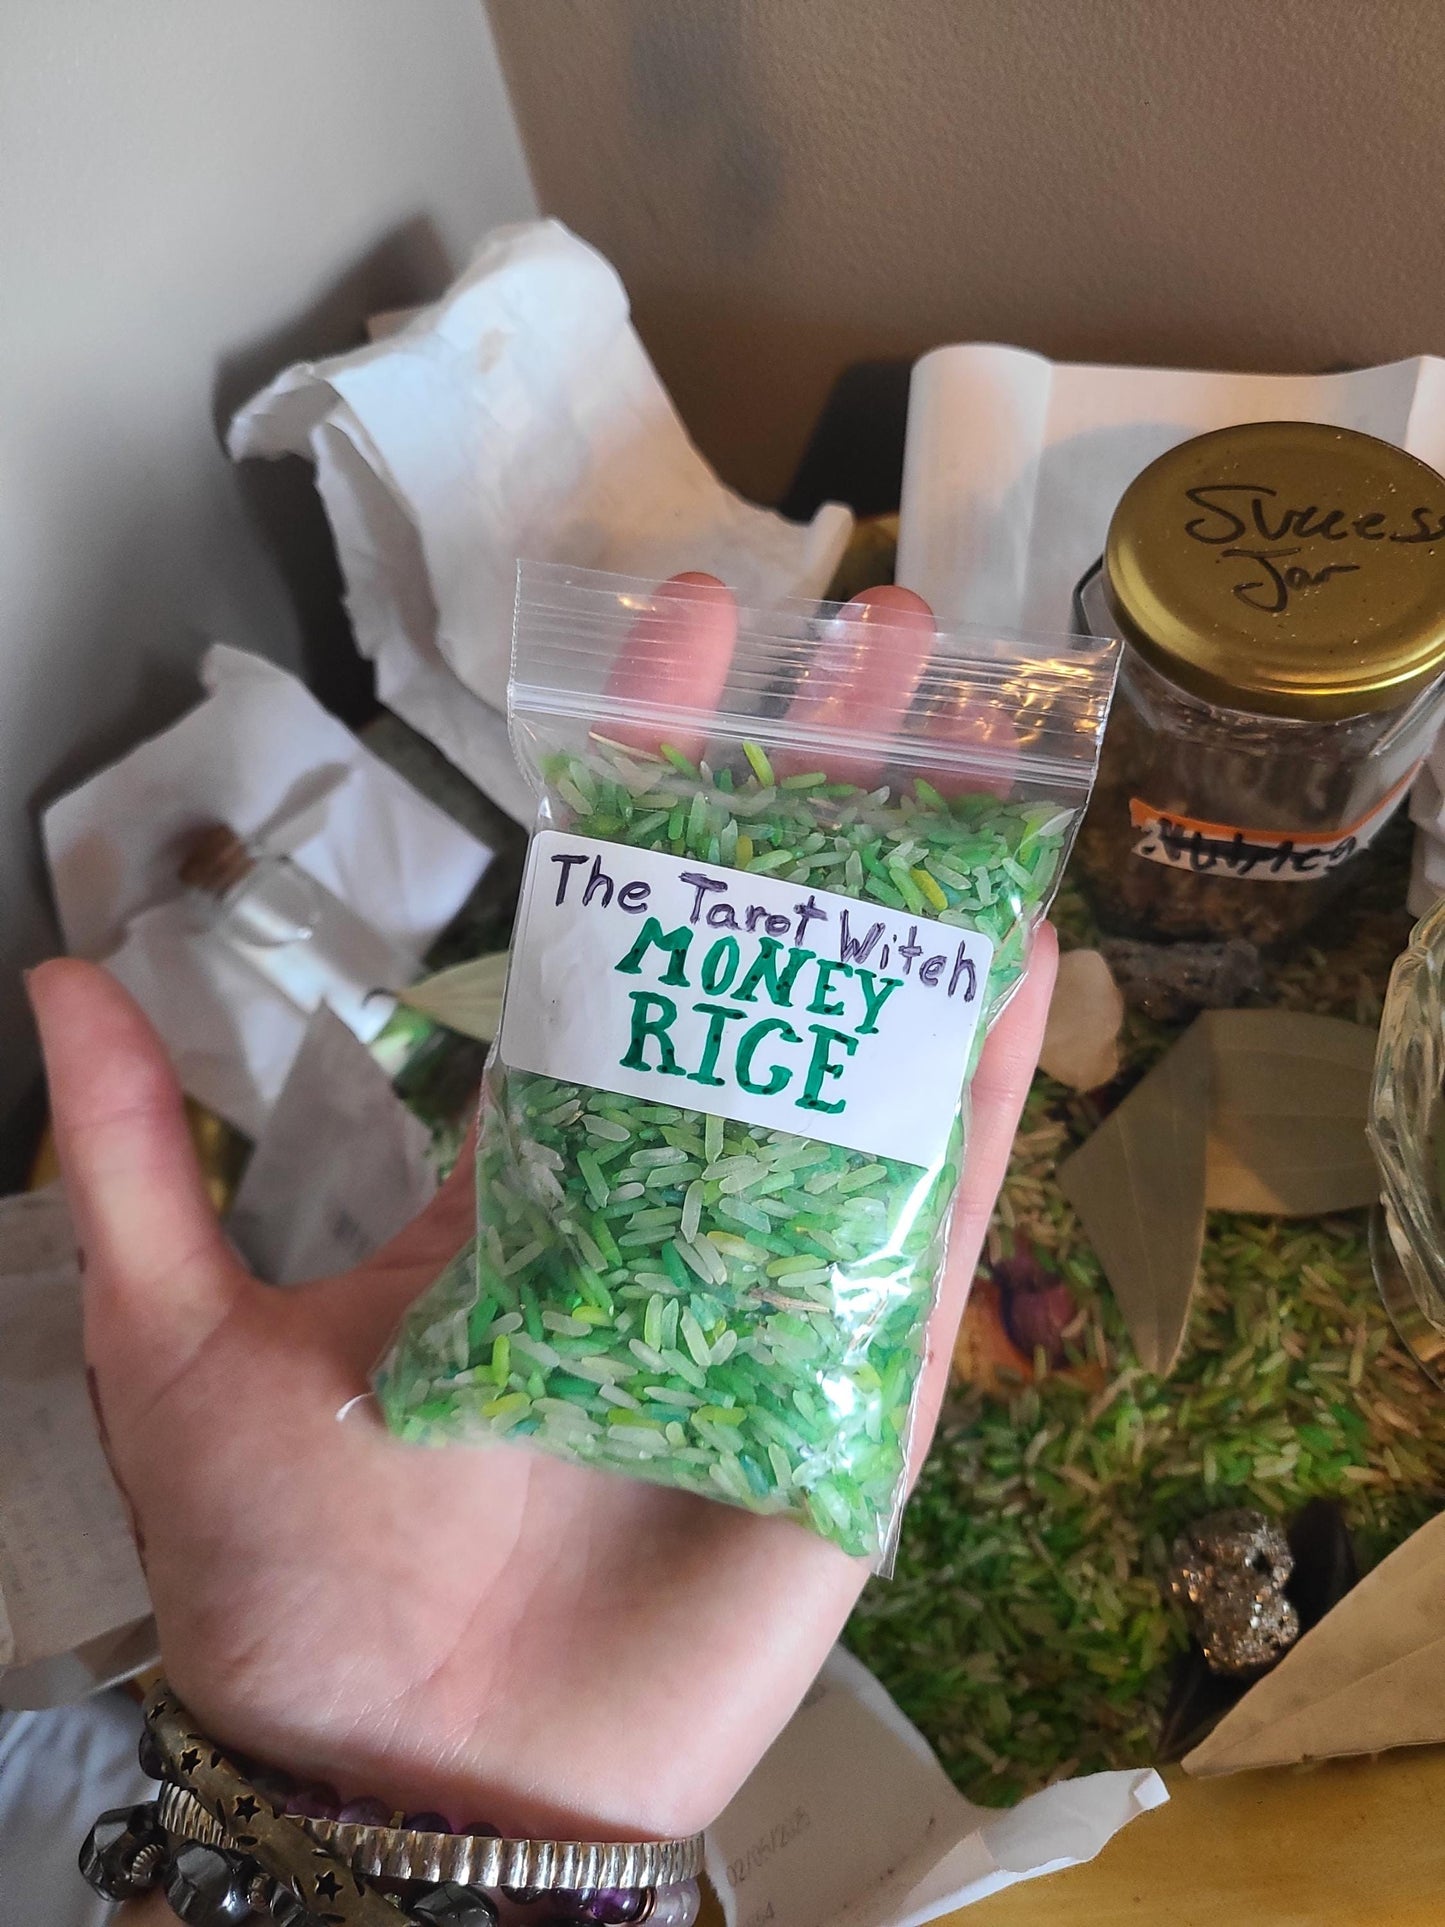 The Tarot Witch
MONEY
RICE
Success
Jar